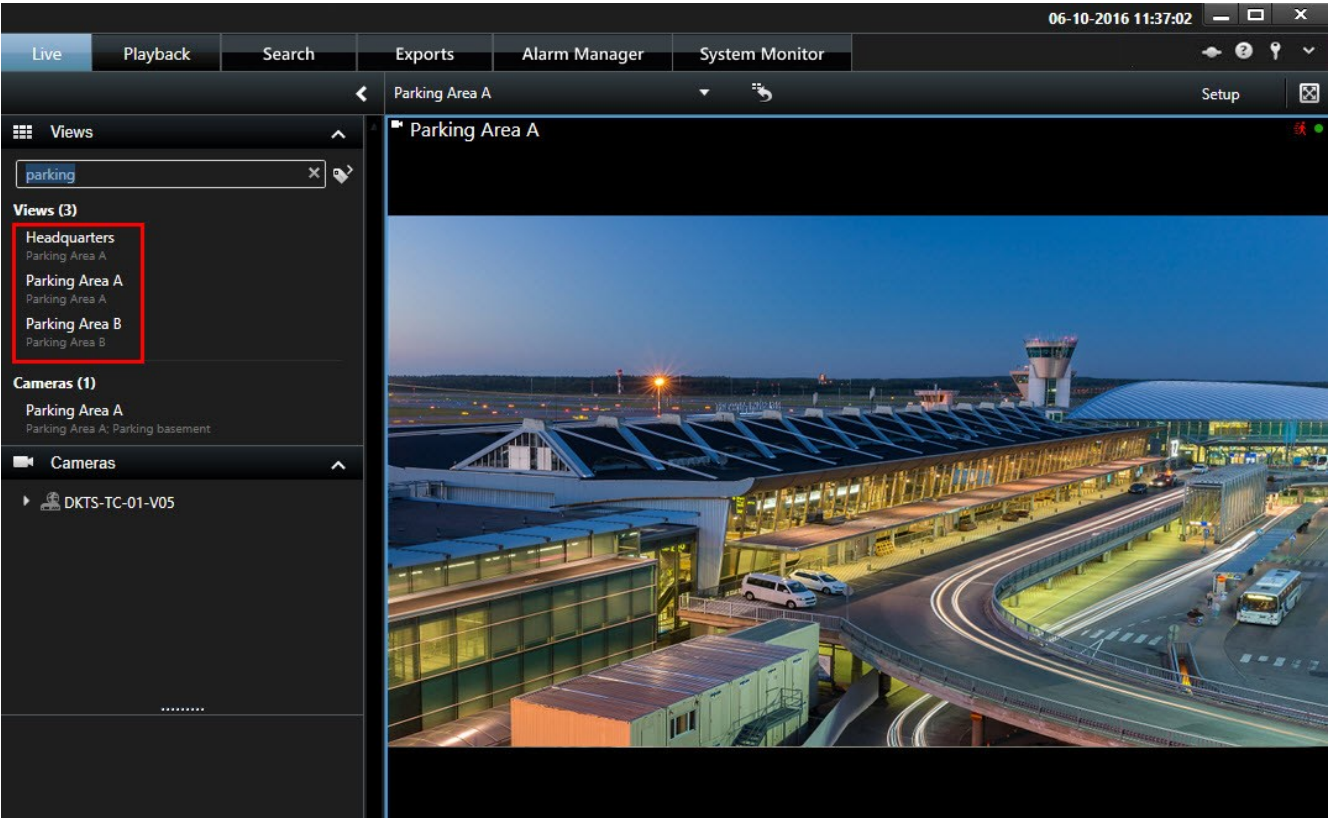 06-10-2016 11:37:02
Live Playback Search Exports Alarm Manager System Monitor
Parking Area A
Setup
Views
parking
Views (3)
Headquarters
Parking Area A
Parking Area A
Parking Area A
Parking Area B
Parking Area B
Cameras (1)
Parking Area A
Parking Area A; Parking basement
Cameras
DKTS-TC-01-V05
Parking Area A